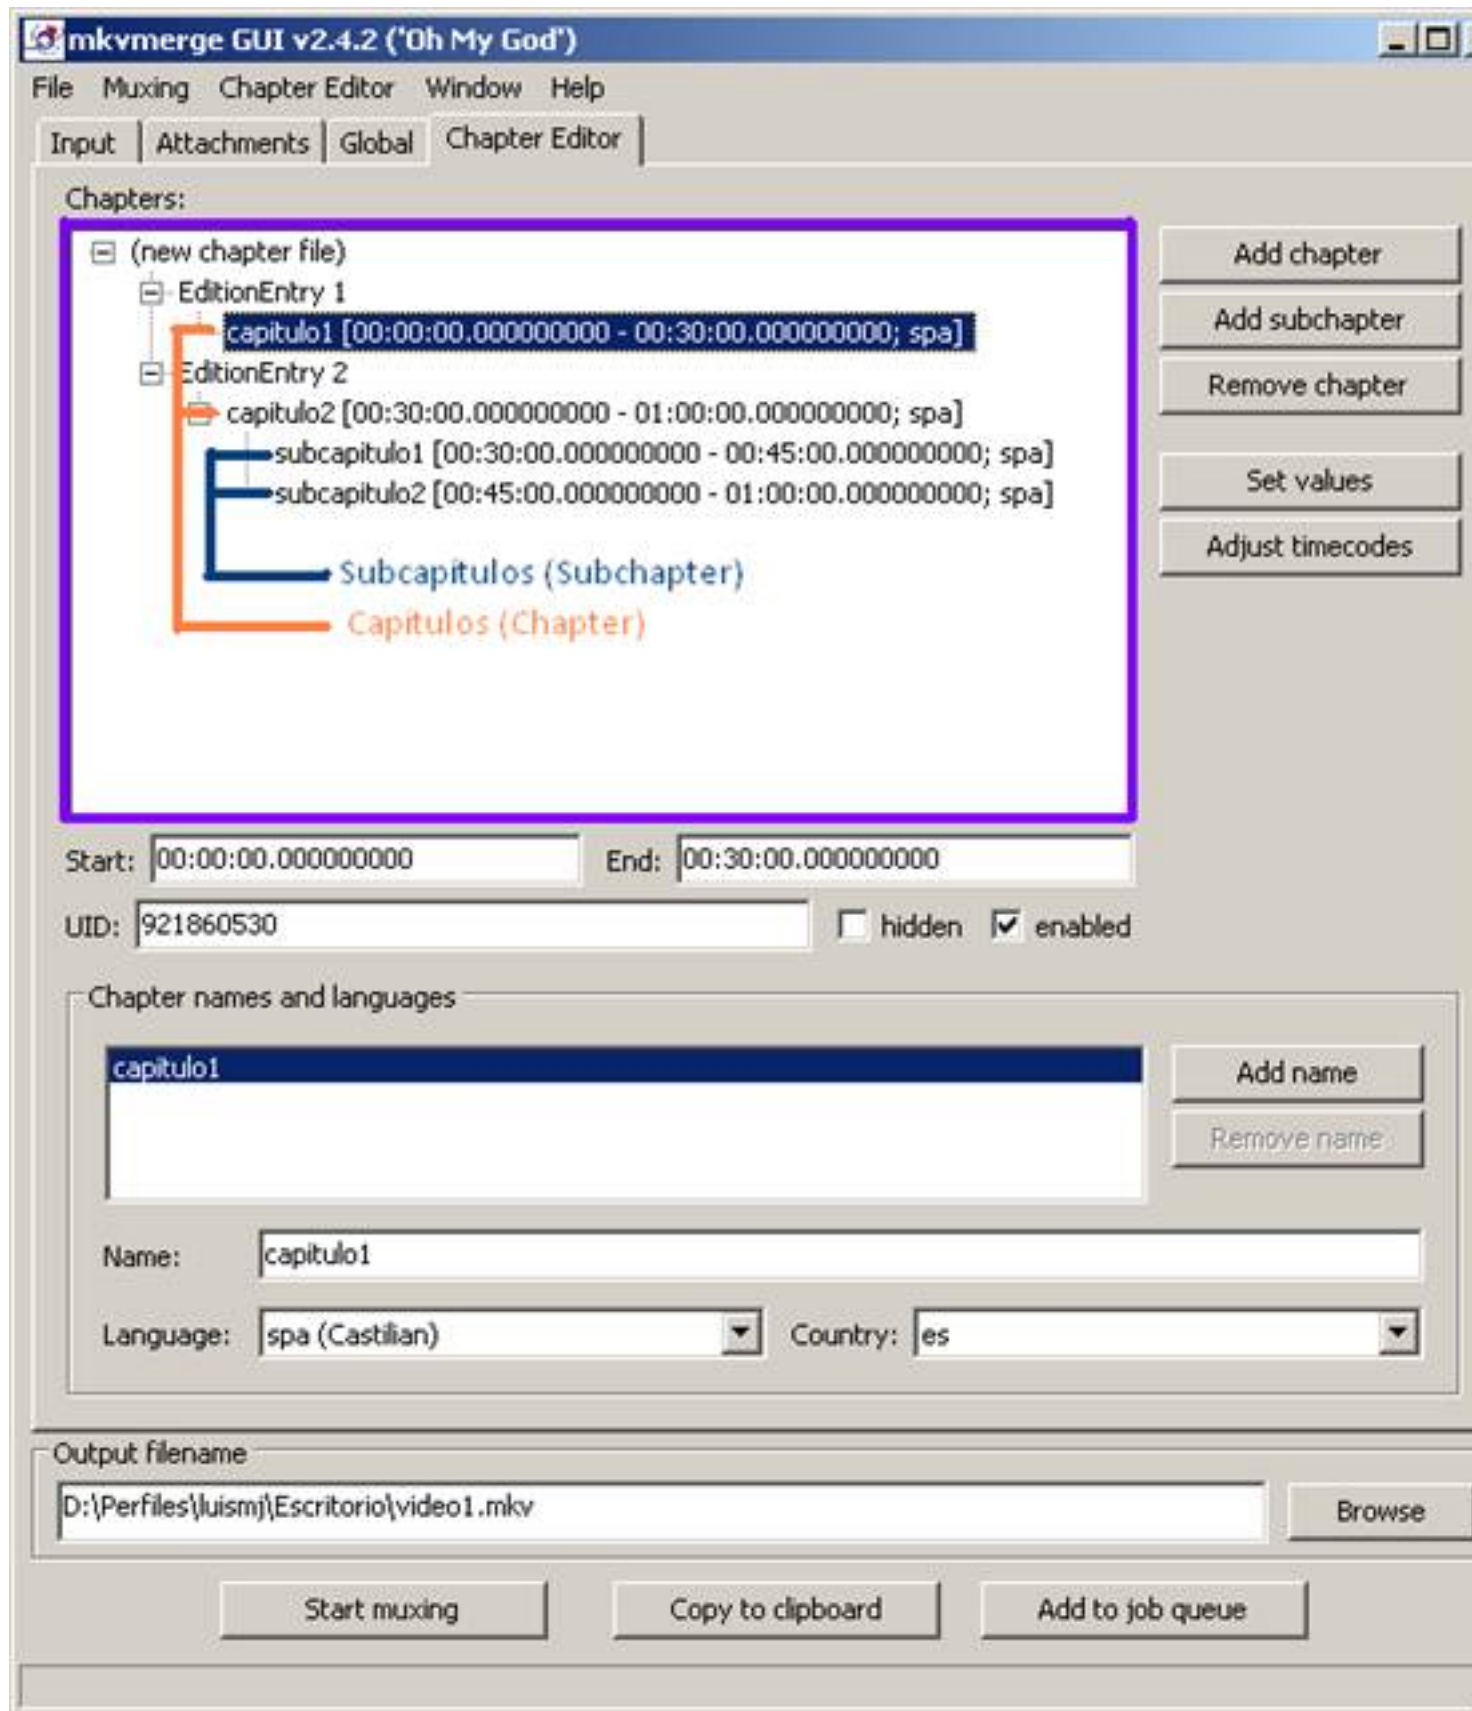 mkvmerge GUI v2.4.2 ('Oh My God')
File Muxing Chapter Editor Window Help
Input Attachments Global Chapter Editor
Chapters:
(new chapter file)
EditionEntry 1
capitulo1 [00:00:00.000000000 - 00:30:00.000000000; spa]
EditionEntry 2
capitulo2 [00:30:00.000000000 - 01:00:00.000000000; spa]
subcapitulo1 [00:30:00.000000000 - 00:45:00.000000000; spa]
subcapitulo2 [00:45:00.000000000 - 01:00:00.000000000; spa]
Subcapítulos (Subchapter)
Capítulos (Chapter)
Add chapter
Add subchapter
Remove chapter
Set values
Adjust timecodes
Start: 00:00:00.000000000 End: 00:30:00.000000000
UID: 921860530 hidden enabled
Chapter names and languages
capitulo1
Add name
Remove name
Name: capitulo1
Language: spa (Castilian) Country: es
Output filename
D:\Perfiles\luismj\Escritorio\video1.mkv Browse
Start muxing Copy to clipboard Add to job queue